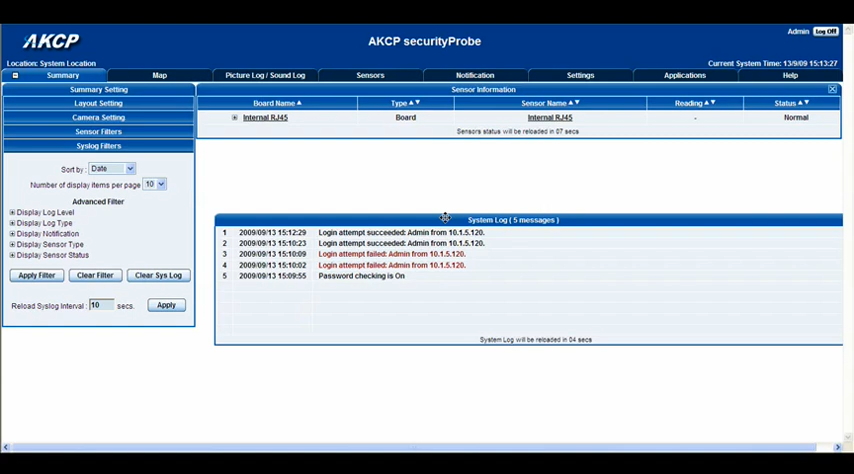 AKCP
AKCP securityProbe
Admin Log Off
Location: System Location
Current System Time: 13/9/09 15:13:27
Summary Map Picture Log / Sound Log Sensors Notification Settings Applications Help
Summary Setting
Layout Setting
Camera Setting
Sensor Filters
Syslog Filters
Sort by : Date
Number of display items per page 10
Advanced Filter
Display Log Level
Display Log Type
Display Notification
Display Sensor Type
Display Sensor Status
Apply Filter Clear Filter Clear Sys Log
Reload Syslog Interval : 10 secs. Apply
Sensor Information
Board Name Type Sensor Name Reading Status
Internal RJ45 Board Internal RJ45 - Normal
Sensors status will be reloaded in 07 secs
System Log ( 5 messages )
1 2009/09/13 15:12:29 Login attempt succeeded: Admin from 10.1.5.120.
2 2009/09/13 15:10:23 Login attempt succeeded: Admin from 10.1.5.120.
3 2009/09/13 15:10:09 Login attempt failed: Admin from 10.1.5.120.
4 2009/09/13 15:10:02 Login attempt failed: Admin from 10.1.5.120.
5 2009/09/13 15:09:55 Password checking is On
System Log will be reloaded in 04 secs